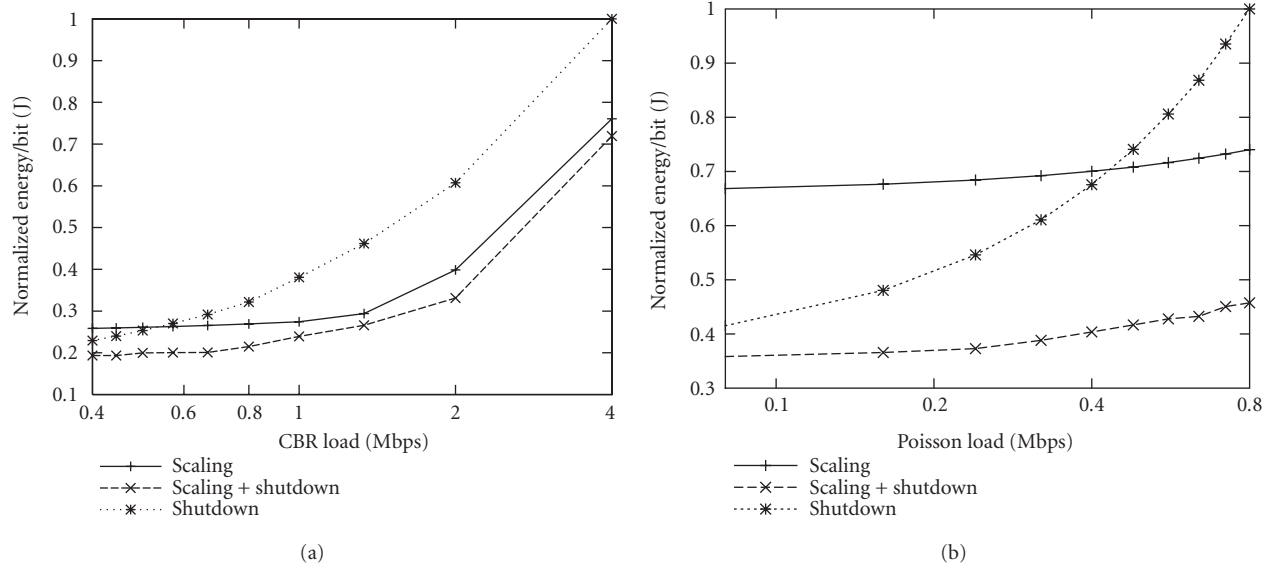 Normalized energy/bit (J)
1
0.9
0.8
0.7
0.6
0.5
0.4
0.3
0.2
0.1
0.4 0.6 0.8 1 2 4
CBR load (Mbps)
Scaling
Scaling + shutdown
Shutdown
(a)
Normalized energy/bit (J)
1
0.9
0.8
0.7
0.6
0.5
0.4
0.3
0.1 0.2 0.4 0.8
Poisson load (Mbps)
Scaling
Scaling + shutdown
Shutdown
(b)